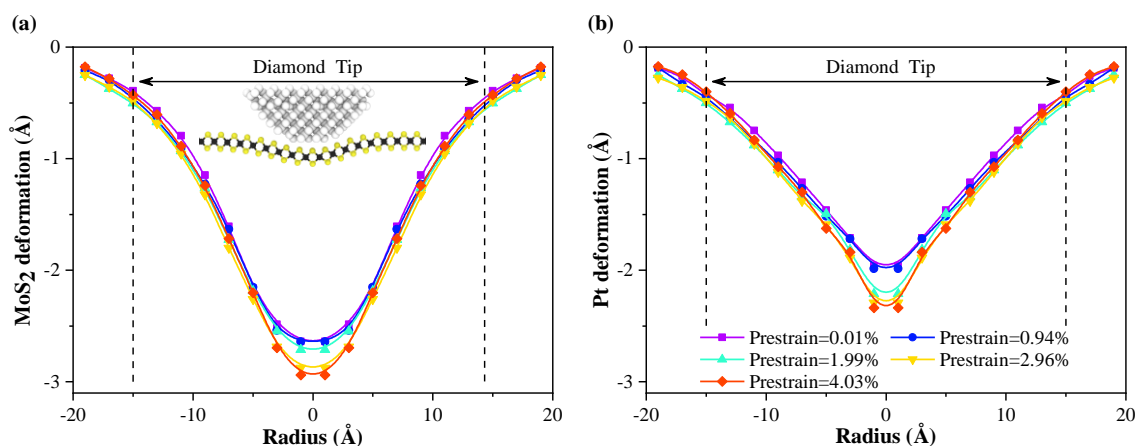 (a)
(b)
0
-1
-2
-3
-20
-10
0
10
20
MoS2 deformation (Å)
Radius (Å)
Diamond Tip
0
-1
-2
-3
-20
-10
0
10
20
Pt deformation (Å)
Radius (Å)
Diamond Tip
Prestrain=0.01%
Prestrain=0.94%
Prestrain=1.99%
Prestrain=2.96%
Prestrain=4.03%